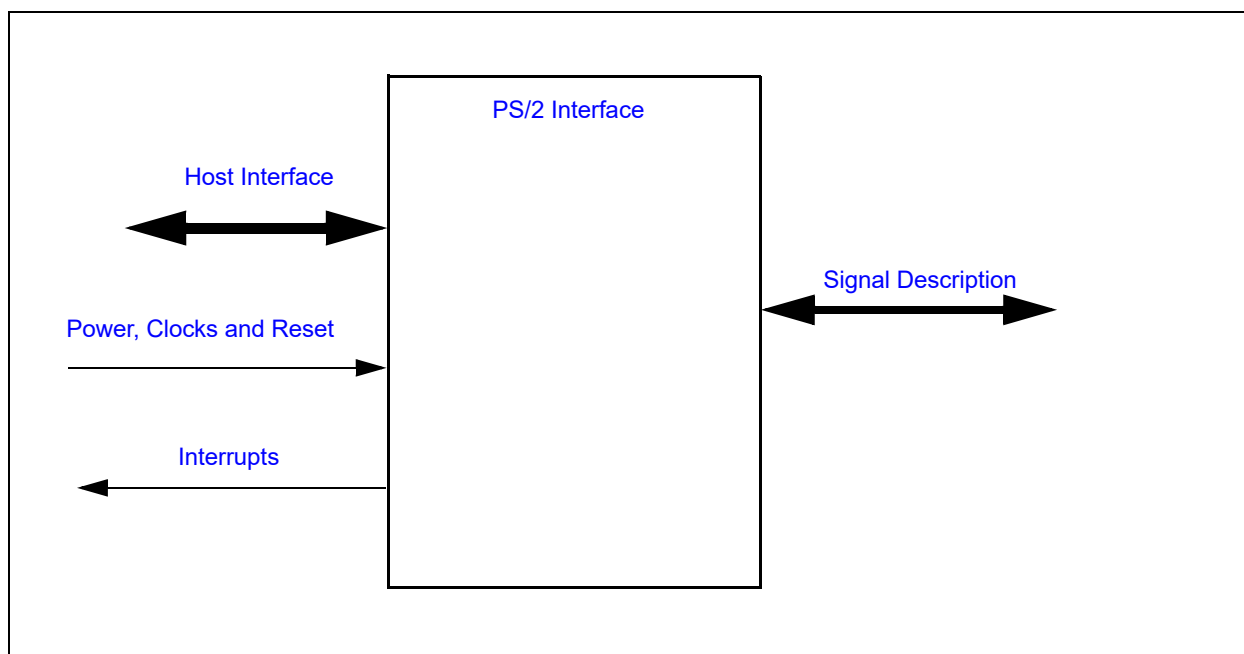 PS/2 Interface
Host Interface
Signal Description
Power, Clocks and Reset
Interrupts